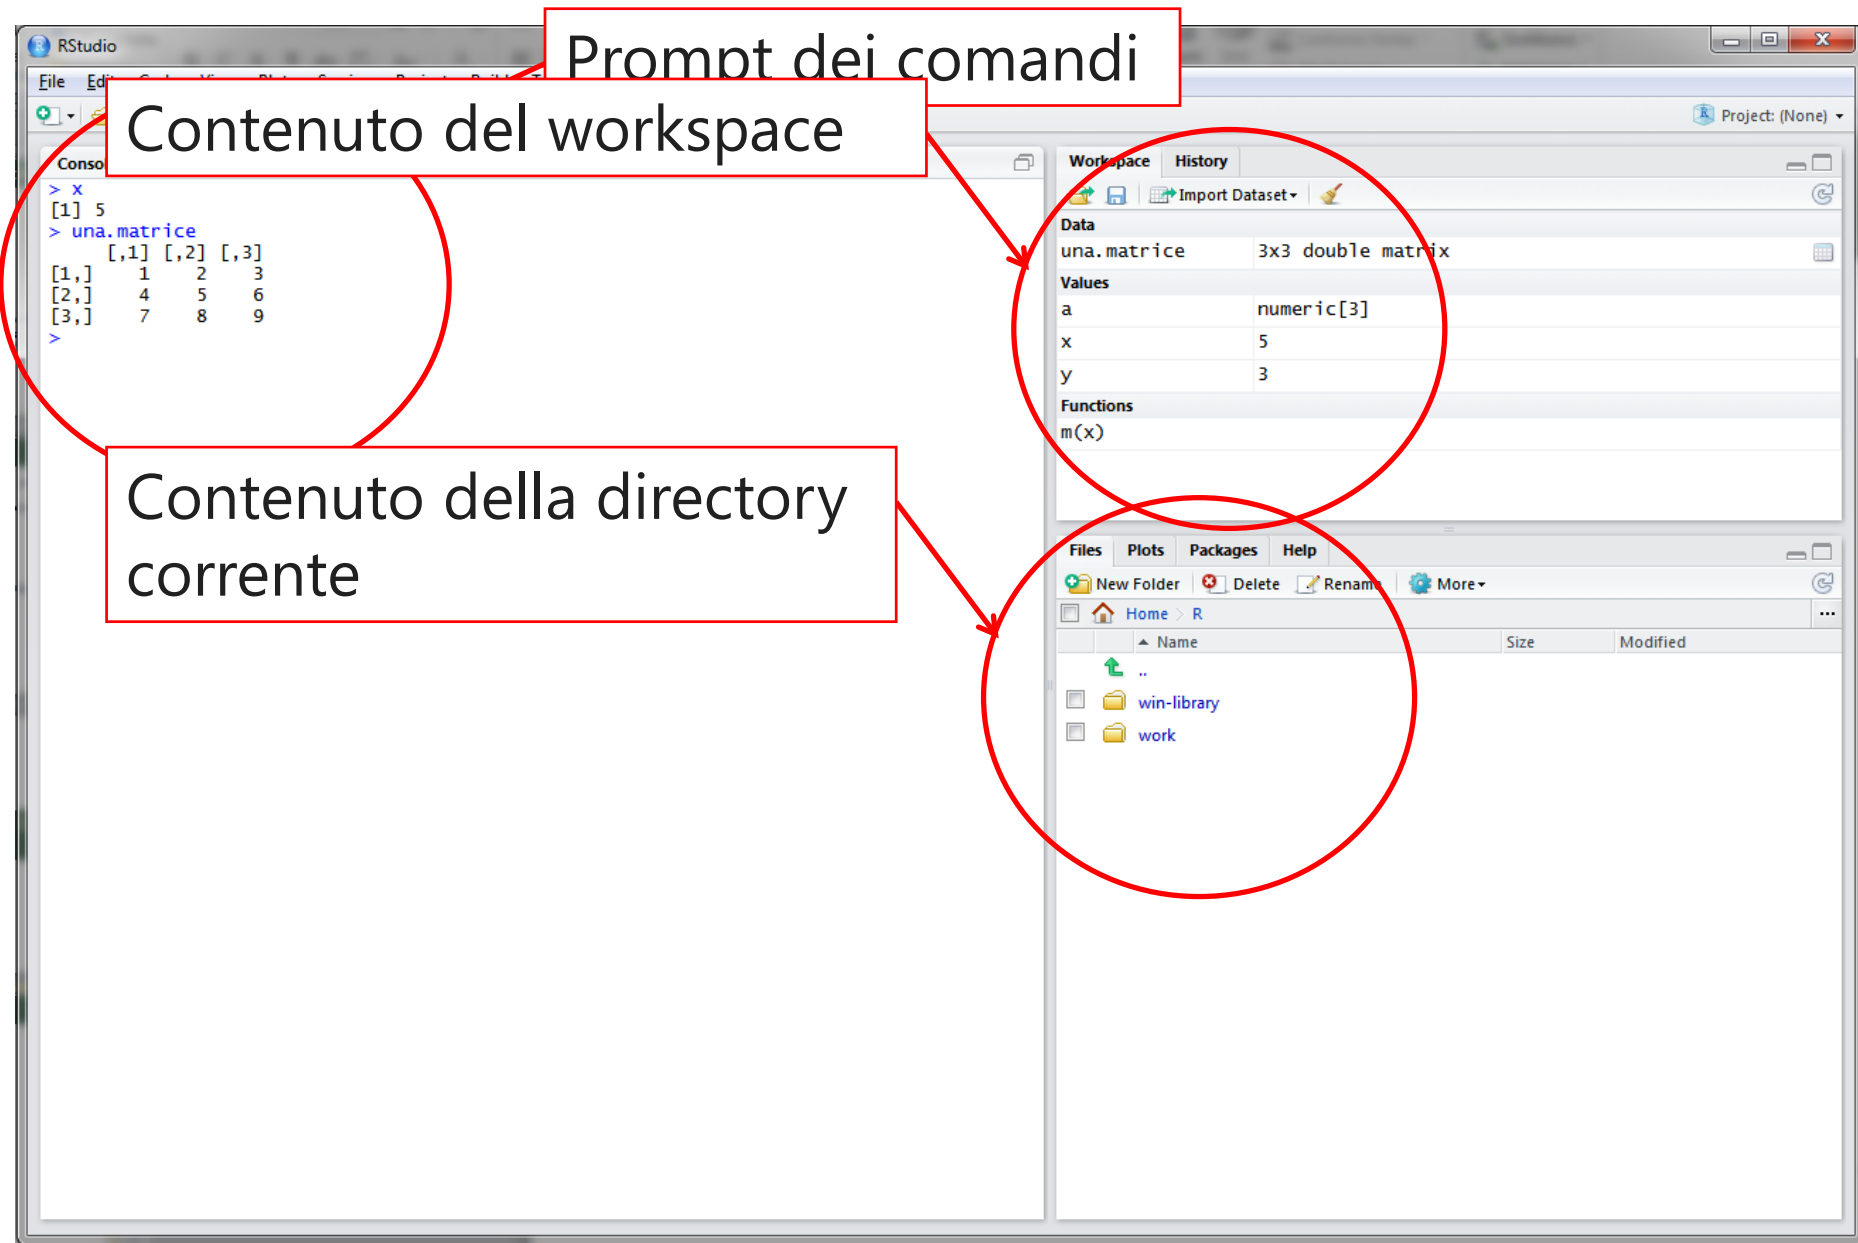 RStudio
Prompt dei comandi
File
Project: (None)
Contenuto del workspace
Workspace History
Import Dataset
> x
[1] 5
> una.matrice
[,1] [,2] [,3]
[1,] 1 2 3
[2,] 4 5 6
[3,] 7 8 9
>
Data
una.matrice 3x3 double matrix
Values
a numeric[3]
x 5
y 3
Functions
m(x)
Contenuto della directory
corrente
Files Plots Packages Help
New Folder Delete Rename More
Home > R
Name Size Modified
..
win-library
work